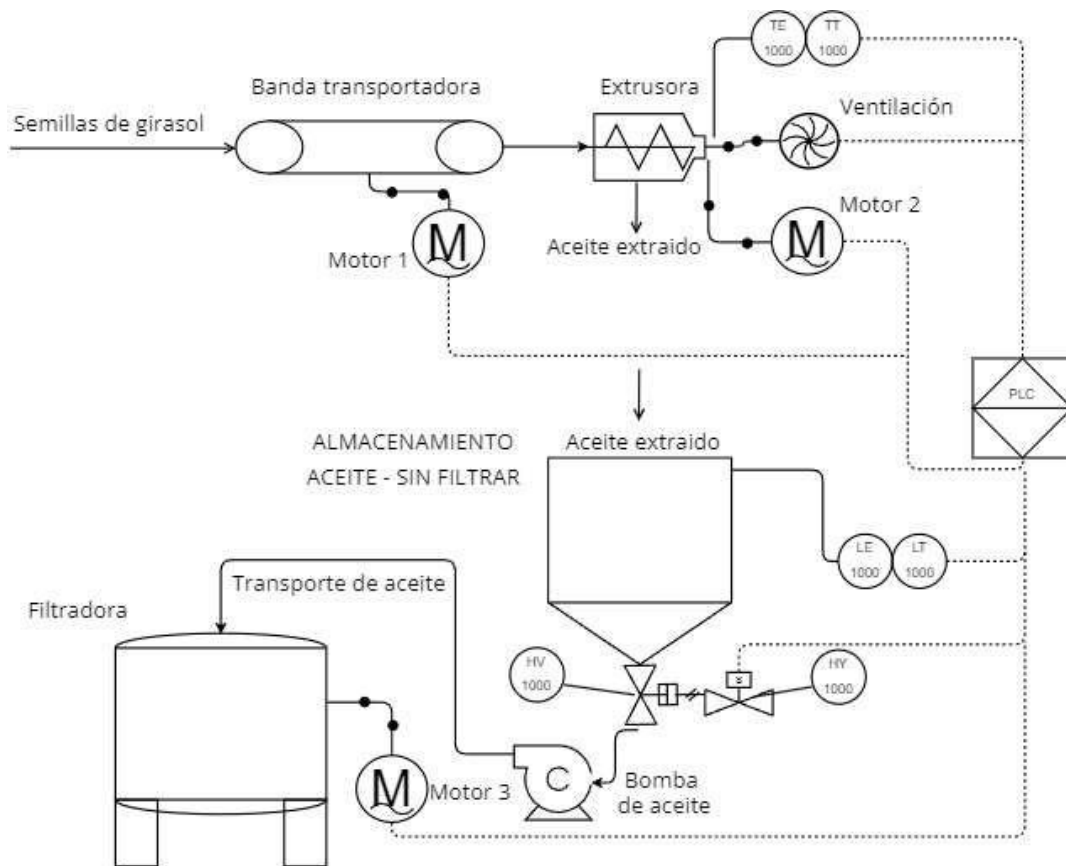 TE
1000
TT
1000
Banda transportadora
Extrusora
Ventilación
Semillas de girasol
Motor 2
M
Aceite extraido
M
Motor 1
PLC
ALMACENAMIENTO
ACEITE - SIN FILTRAR
Aceite extraido
LE
1000
LT
1000
Transporte de aceite
Filtradora
HV
1000
HY
1000
M
Motor 3
C
Bomba
de aceite